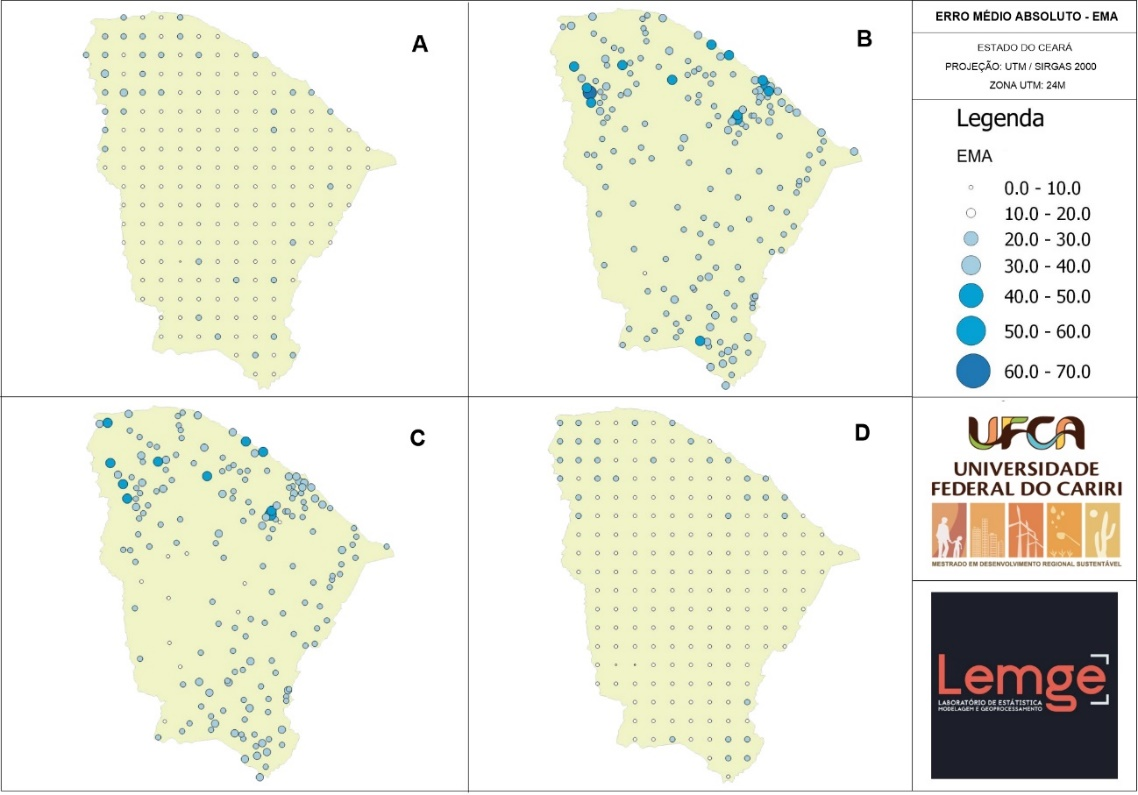 A
B
C
D
ERRO MÉDIO ABSOLUTO - EMA
ESTADO DO CEARÁ
PROJEÇÃO: UTM / SIRGAS 2000
ZONA UTM: 24M
Legenda
EMA
0.0 - 10.0
10.0 - 20.0
20.0 - 30.0
30.0 - 40.0
40.0 - 50.0
50.0 - 60.0
60.0 - 70.0
UFCA
UNIVERSIDADE
FEDERAL DO CARIRI
MESTRADO EM DESENVOLVIMENTO REGIONAL SUSTENTÁVEL
Lemge
LABORATÓRIO DE ESTÁTISTICA
MODELAGEM E GEOPROCESSAMENTO